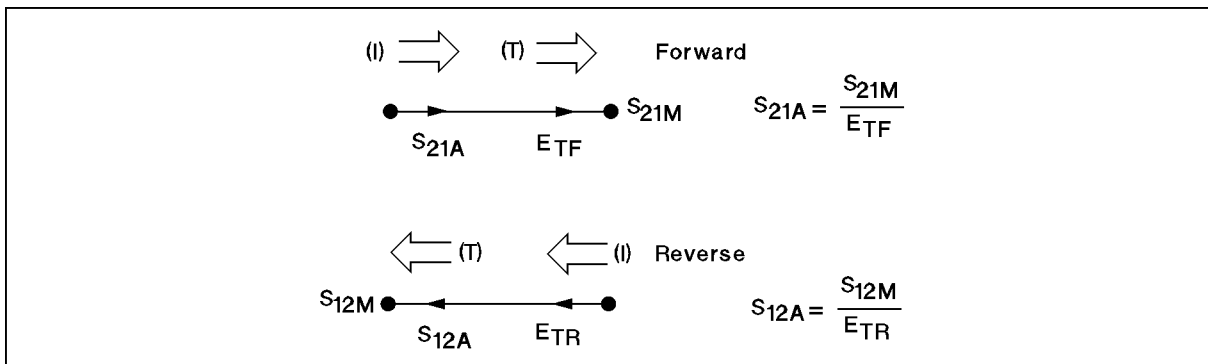 (I) (T) Forward
S21M
S21A = S21M / ETF
S21A ETF
(T) (I) Reverse
S12M
S12A = S12M / ETR
S12A ETR